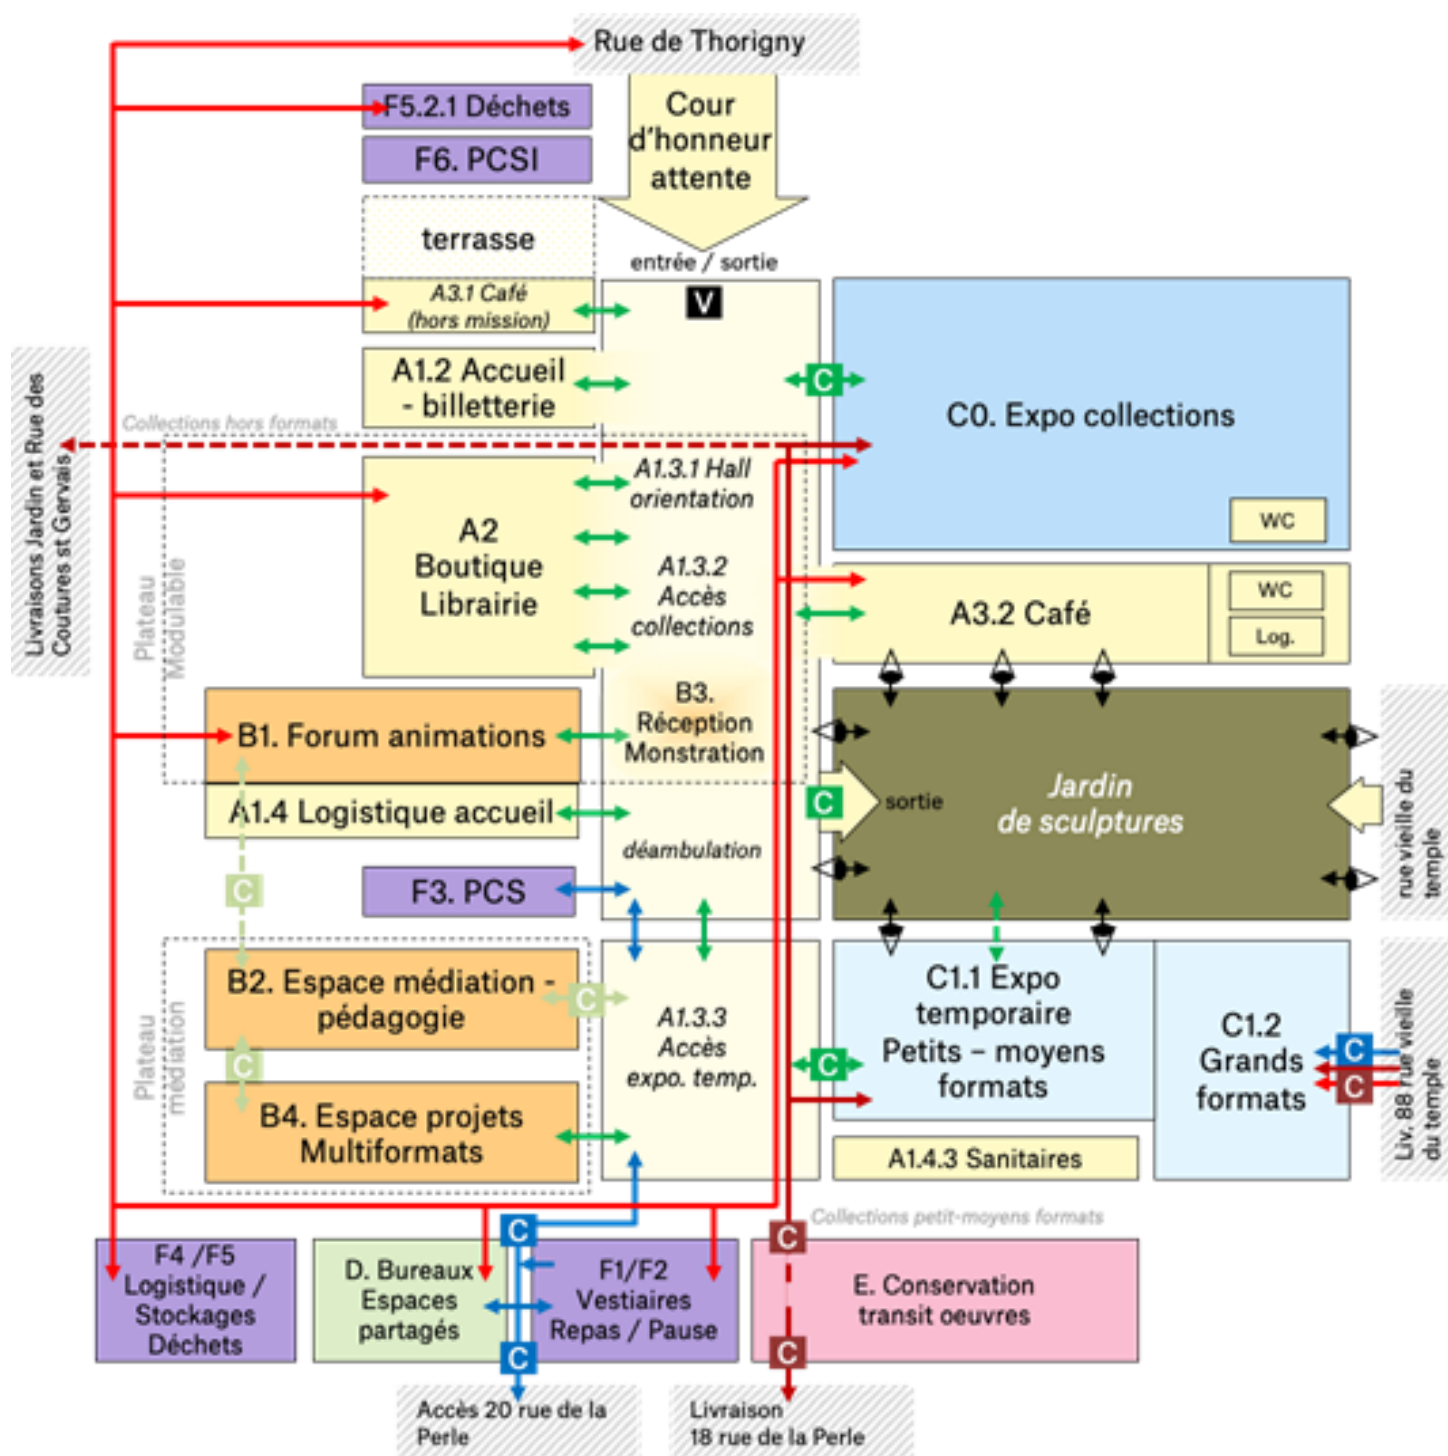 Rue de Thorigny
F5.2.1 Déchets
F6. PCSI
Cour
d'honneur
attente
terrasse
entrée / sortie
V
A3.1 Café
(hors mission)
A1.2 Accueil
- billetterie
C
C0. Expo collections
WC
Livraisons Jardin et Rue des
Coutures st Gervais
Collections hors formats
Plateau
Modulable
A2
Boutique
Librairie
A1.3.1 Hall
orientation
A1.3.2
Accès
collections
A3.2 Café
WC
Log.
B1. Forum animations
B3.
Réception
Monstration
A1.4 Logistique accueil
C
sortie
Jardin
de sculptures
rue vieille du
temple
déambulation
C
F3. PCS
Plateau
médiation
B2. Espace médiation -
pédagogie
C
C
B4. Espace projets
Multiformats
A1.3.3
Accès
expo. temp.
C
C1.1 Expo
temporaire
Petits – moyens
formats
C1.2
Grands
formats
C
C
Liv. 88 rue vieille
du temple
A1.4.3 Sanitaires
Collections petit-moyens formats
F4 /F5
Logistique /
Stockages
Déchets
D. Bureaux
Espaces
partagés
C
C
F1/F2
Vestiaires
Repas / Pause
C
C
E. Conservation
transit oeuvres
Accès 20 rue de la
Perle
Livraison
18 rue de la Perle